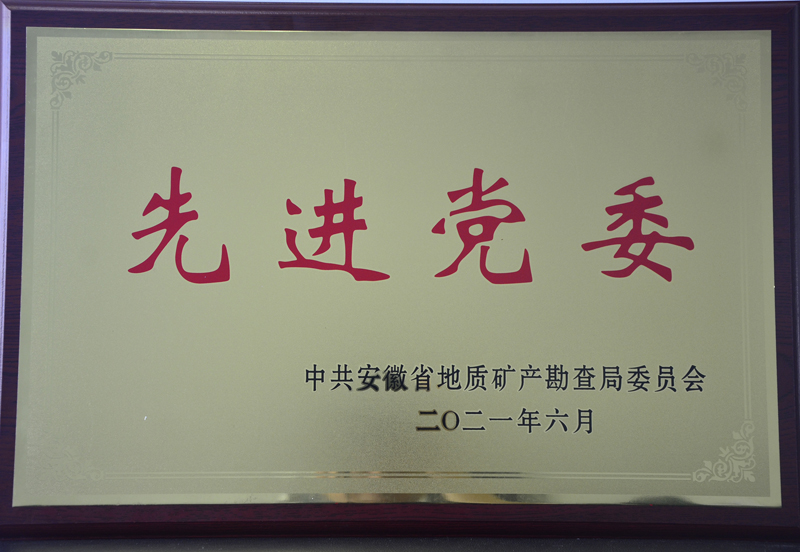 先进党委
中共安徽省地质矿产勘查局委员会
二〇二一年六月